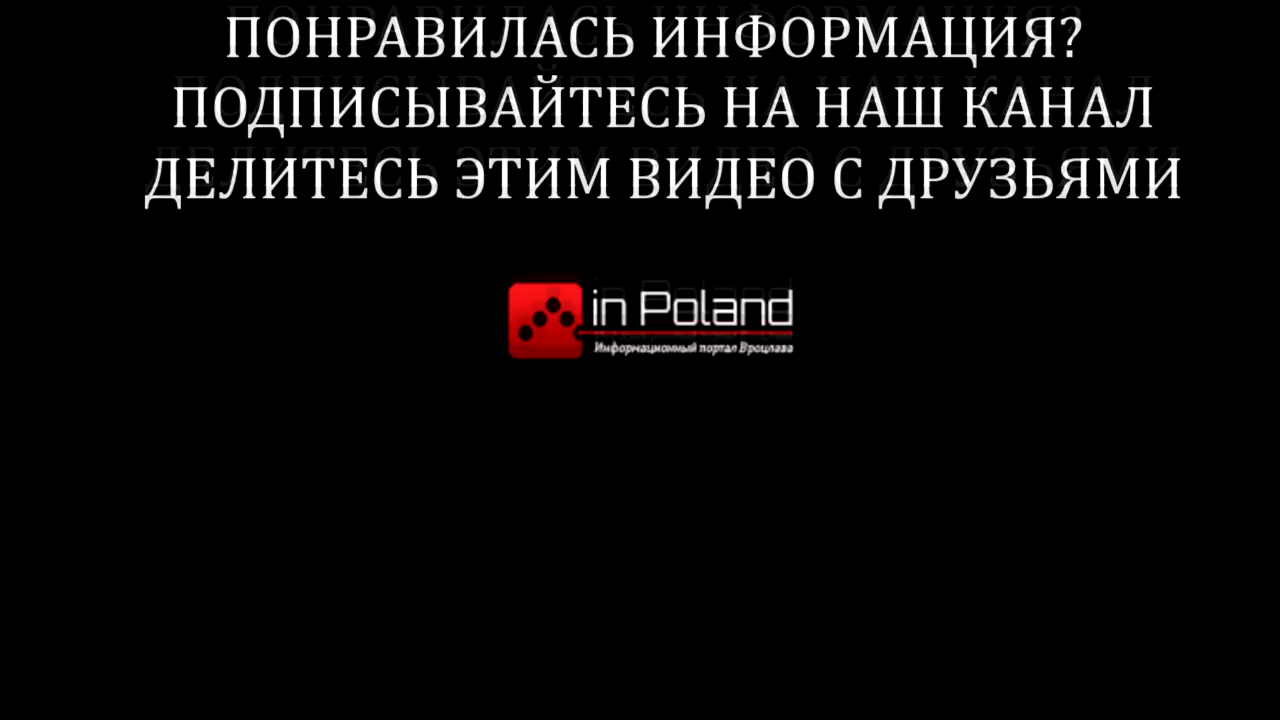 ПОНРАВИЛАСЬ ИНФОРМАЦИЯ?
ПОДПИСЫВАЙТЕСЬ НА НАШ КАНАЛ
ДЕЛИТЕСЬ ЭТИМ ВИДЕО С ДРУЗЬЯМИ
in Poland
Информационный портал Вроцлава